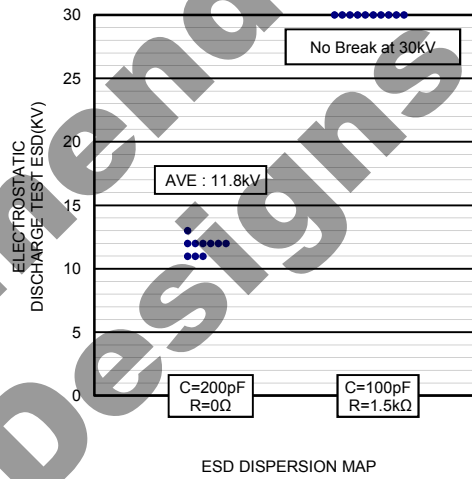 30
25
20
15
10
5
0
ELECTROSTATIC
DISCHARGE TEST ESD(KV)
No Break at 30kV
AVE : 11.8kV
C=200pF
R=0Ω
C=100pF
R=1.5kΩ
ESD DISPERSION MAP
Designs